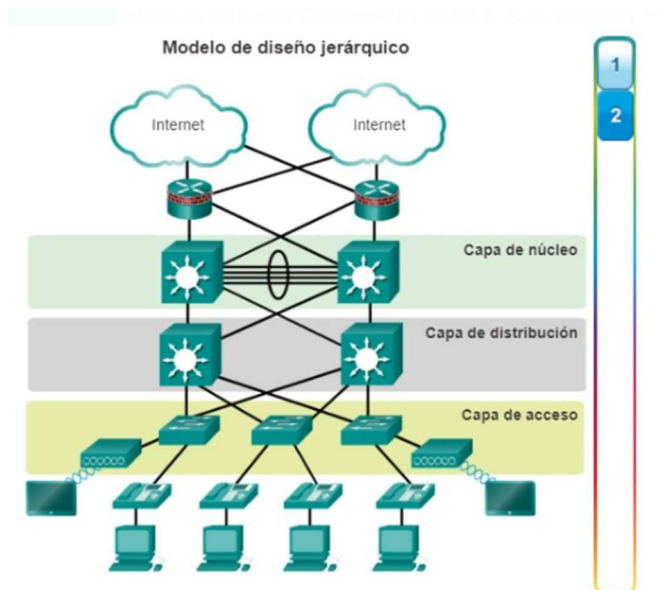 Modelo de diseño jerárquico
1
2
Internet
Internet
Capa de núcleo
Capa de distribución
Capa de acceso